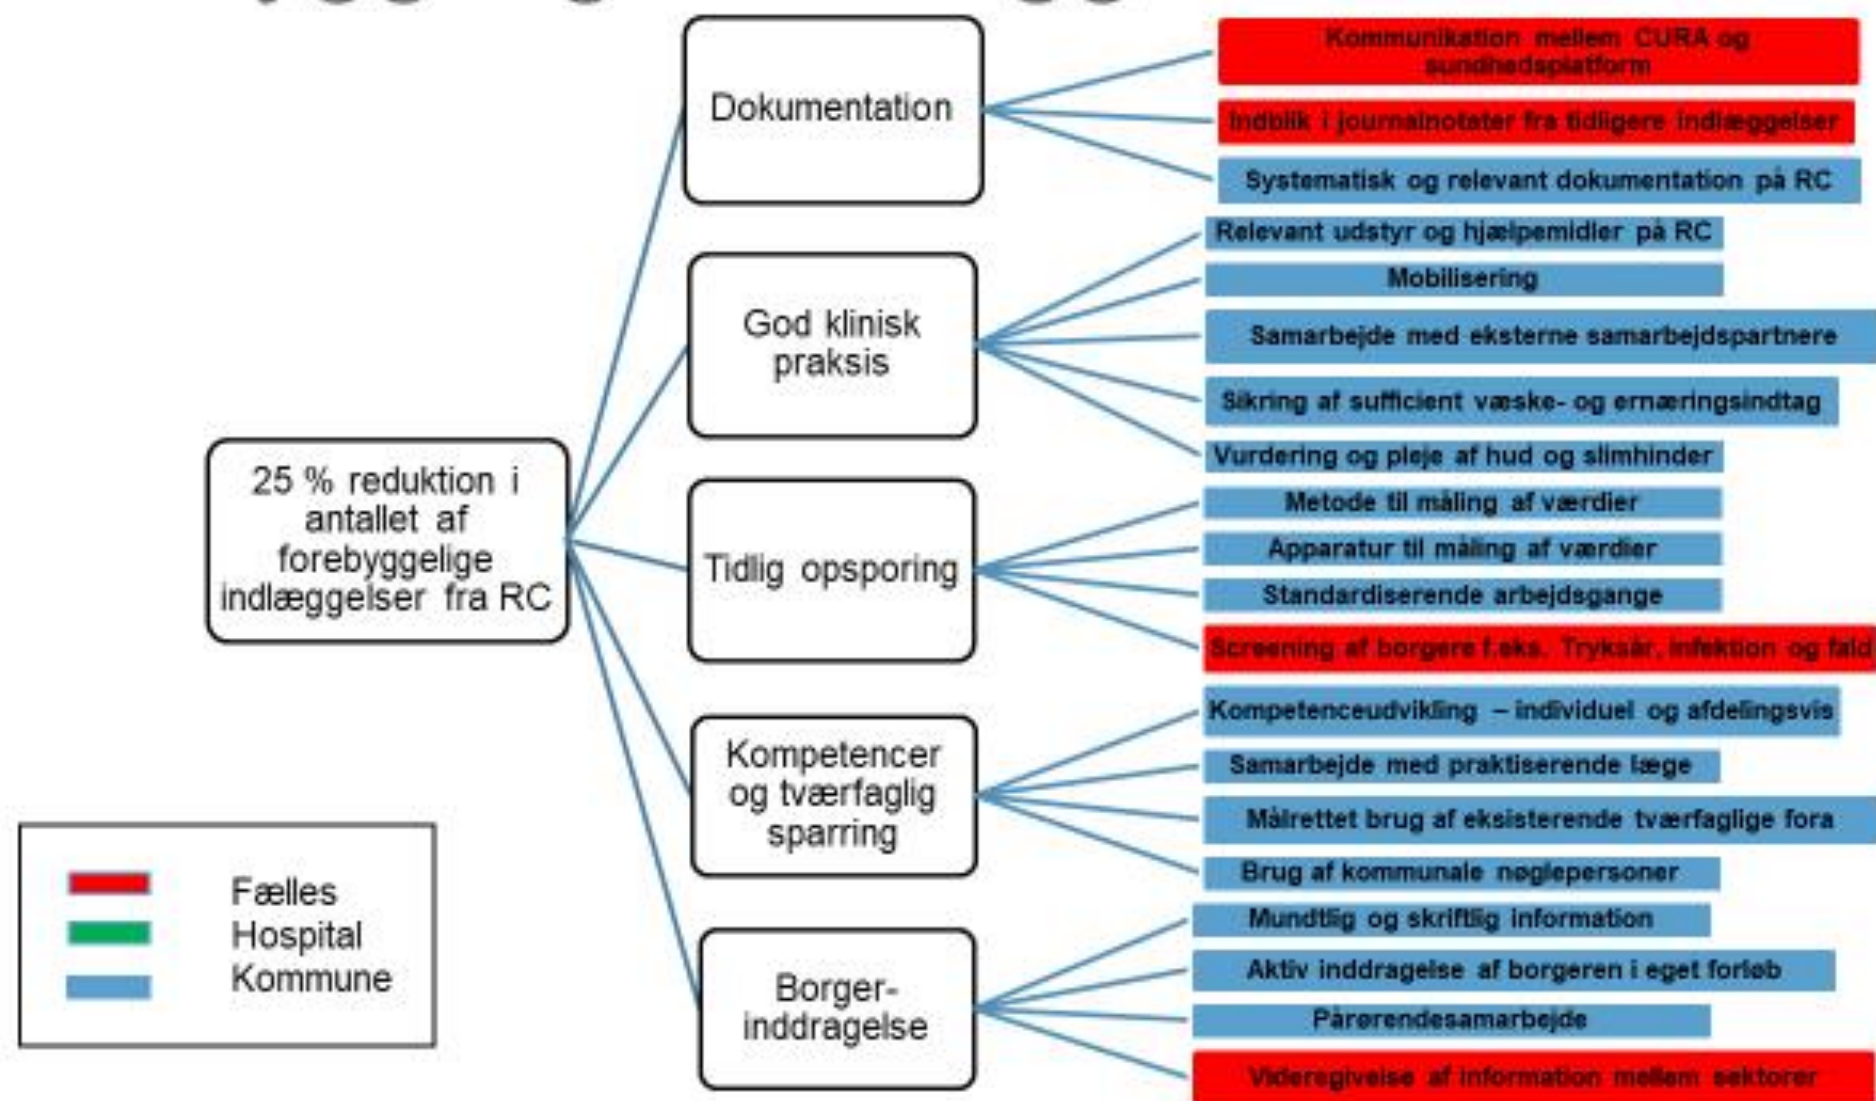 25 % reduktion i
antallet af
forebyggelige
indlæggelser fra RC
Dokumentation
Kommunikation mellem CURA og
sundhedsplatform
Indblik i journalnotater fra tidligere indlæggelser
Systematisk og relevant dokumentation på RC
God klinisk
praksis
Relevant udstyr og hjælpemidler på RC
Mobilisering
Samarbejde med eksterne samarbejdspartnere
Sikring af sufficient væske- og ernæringsindtag
Vurdering og pleje af hud og slimhinder
Tidlig opsporing
Metode til måling af værdier
Apparatur til måling af værdier
Standardiserende arbejdsgange
Screening af borgere f.eks. Tryksår, infektion og fald
Kompetencer
og tværfaglig
sparring
Kompetenceudvikling – individuel og afdelingsvis
Samarbejde med praktiserende læge
Målrettet brug af eksisterende tværfaglige fora
Brug af kommunale nøglepersoner
Borger-
inddragelse
Mundtlig og skriftlig information
Aktiv inddragelse af borgeren i eget forløb
Pårørendesamarbejde
Videregivelse af information mellem sektorer
Fælles
Hospital
Kommune